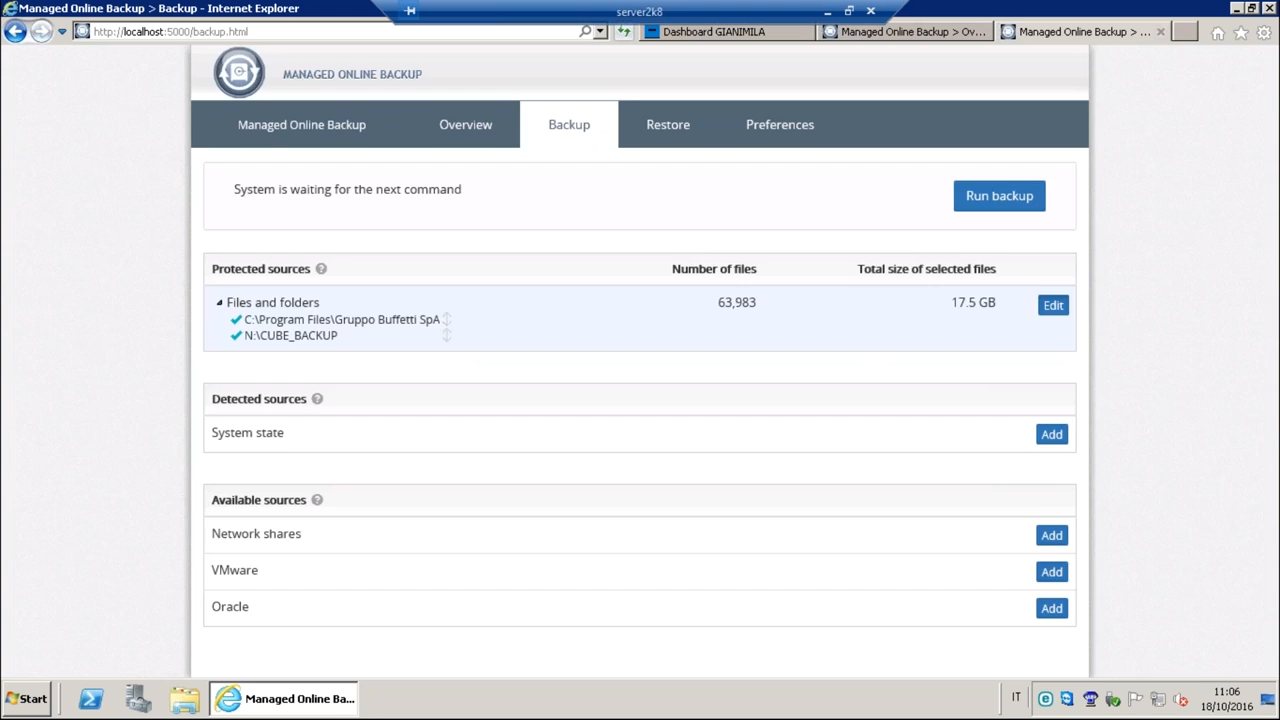 Managed Online Backup > Backup - Internet Explorer
server2k8
http://localhost:5000/backup.html
Dashboard GIANIMILA
Managed Online Backup > Ov...
Managed Online Backup > ...
MANAGED ONLINE BACKUP
Managed Online Backup Overview Backup Restore Preferences
System is waiting for the next command
Run backup
Protected sources ? Number of files Total size of selected files
Files and folders 63,983 17.5 GB Edit
C:\Program Files\Gruppo Buffetti SpA
N:\CUBE_BACKUP
Detected sources ?
System state Add
Available sources ?
Network shares Add
VMware Add
Oracle Add
Start
Managed Online Ba...
IT
11:06
18/10/2016